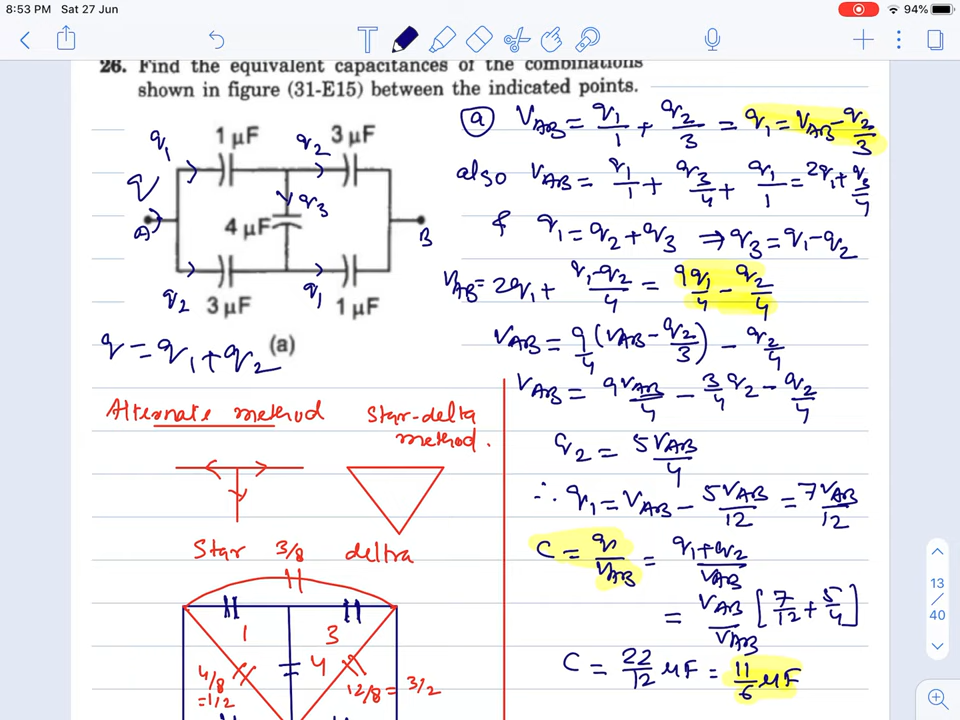 8:53 PM Sat 27 Jun
94%
T
26. Find the equivalent capacitances of the combinations
shown in figure (31-E15) between the indicated points.
q1 1 μF q2 3 μF
q
A
4 μF q3
B
q2 3 μF q1 1 μF
q = q1 + q2 (a)
(a) VAB = q1/1 + q2/3 = q1 = VAB - q2/3
also VAB = q1/1 + q3/4 + q1/1 = 2q1 + q3/4
& q1 = q2 + q3 ⇒ q3 = q1 - q2
VAB = 2q1 + (q1 - q2)/4 = 9q1/4 - q2/4
VAB = 9/4 (VAB - q2/3) - q2/4
VAB = 9VAB/4 - 3/4 q2 - q2/4
q2 = 5VAB/4
∴ q1 = VAB - 5VAB/12 = 7VAB/12
C = q/VAB = (q1 + q2)/VAB
= VAB/VAB [7/12 + 5/4]
C = 22/12 μF = 11/6 μF
Alternate method
Star-delta
method.
Star
deltra
3/8
1
3
4
4/8
=1/2
12/8 = 3/2
13
/
40